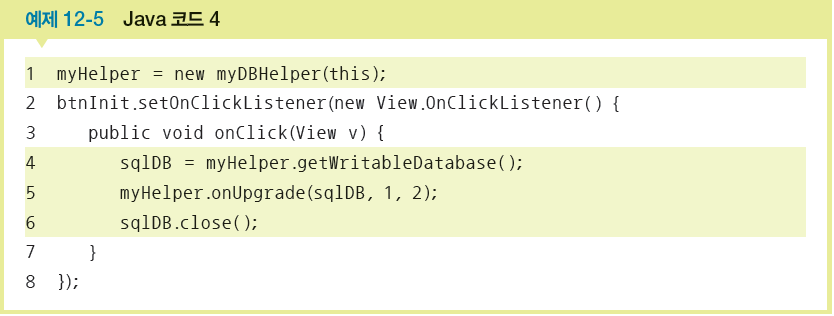 예제 12-5 Java 코드 4
1 myHelper = new myDBHelper(this);
2 btnInit.setOnClickListener(new View.OnClickListener() {
3 public void onClick(View v) {
4 sqlDB = myHelper.getWritableDatabase();
5 myHelper.onUpgrade(sqlDB, 1, 2);
6 sqlDB.close();
7 }
8 });